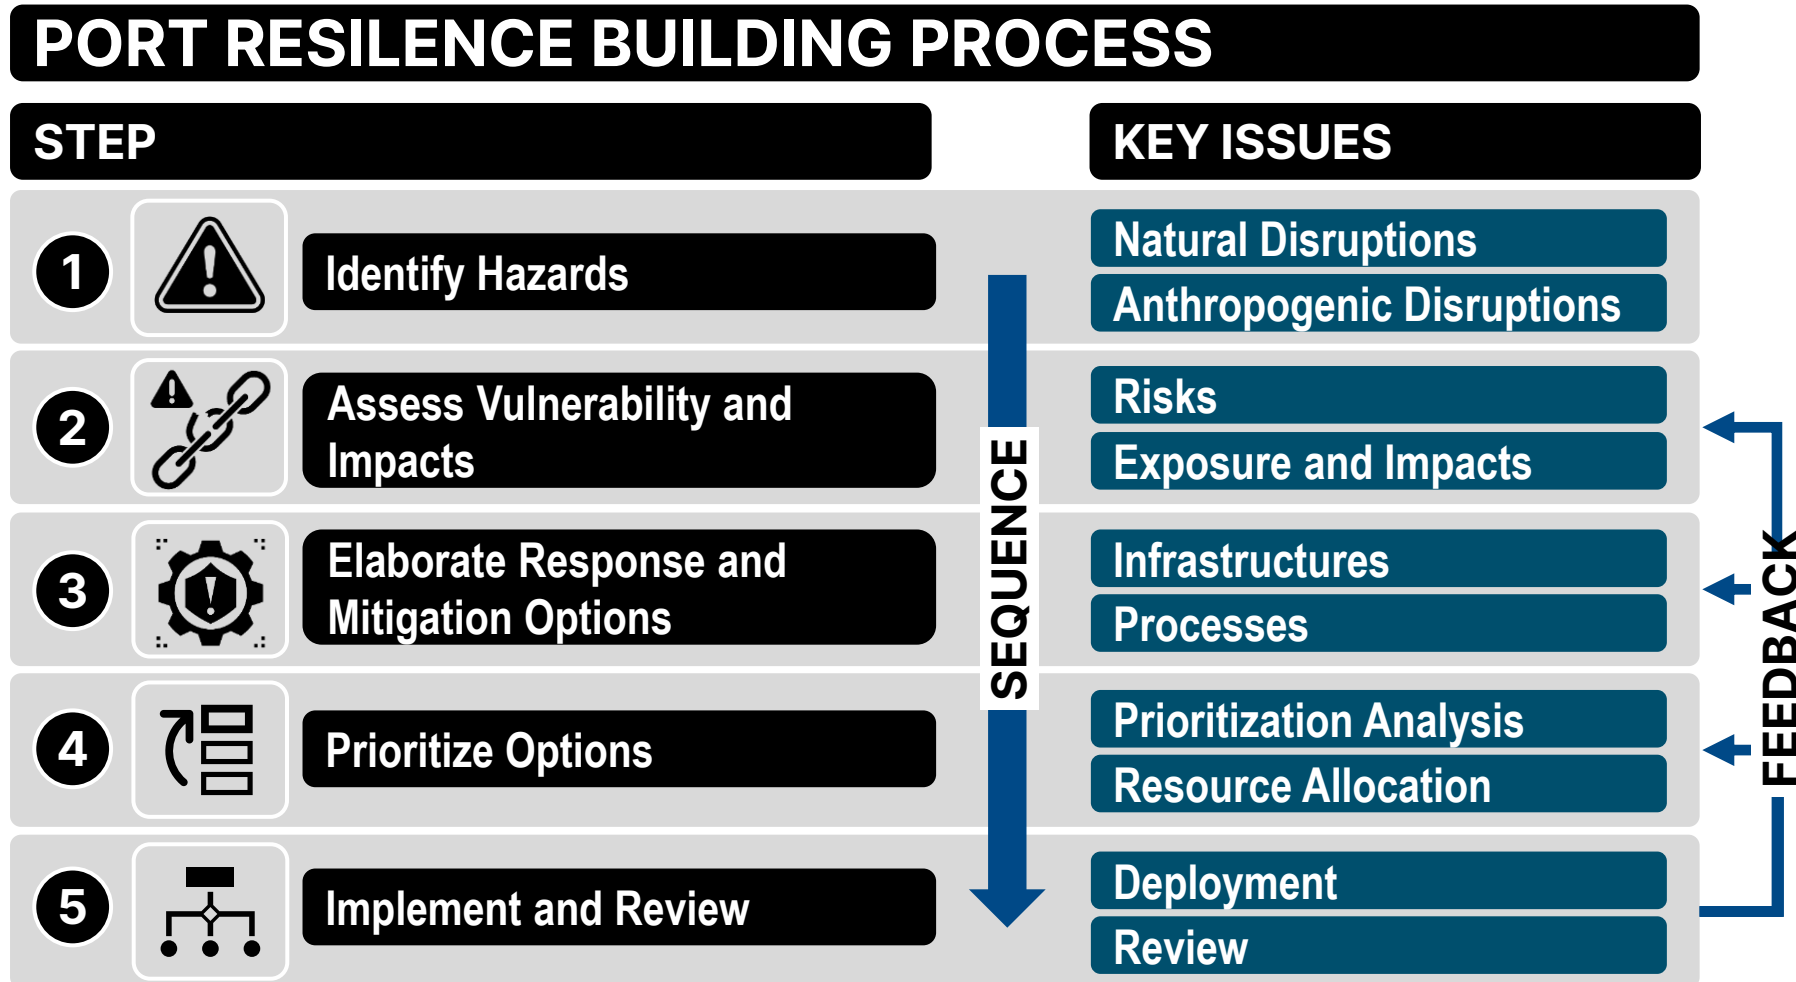 PORT RESILENCE BUILDING PROCESS
STEP
KEY ISSUES
1
Identify Hazards
Natural Disruptions
Anthropogenic Disruptions
2
Assess Vulnerability and
Impacts
Risks
Exposure and Impacts
3
Elaborate Response and
Mitigation Options
Infrastructures
Processes
4
Prioritize Options
Prioritization Analysis
Resource Allocation
5
Implement and Review
Deployment
Review
SEQUENCE
FEEDBACK